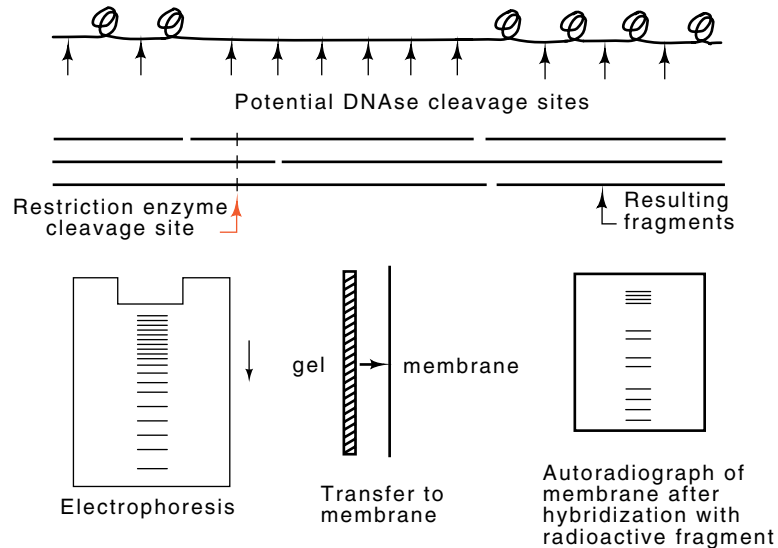 Potential DNAse cleavage sites
Restriction enzyme
cleavage site
Resulting
fragments
gel
membrane
Electrophoresis
Transfer to
membrane
Autoradiograph of
membrane after
hybridization with
radioactive fragment